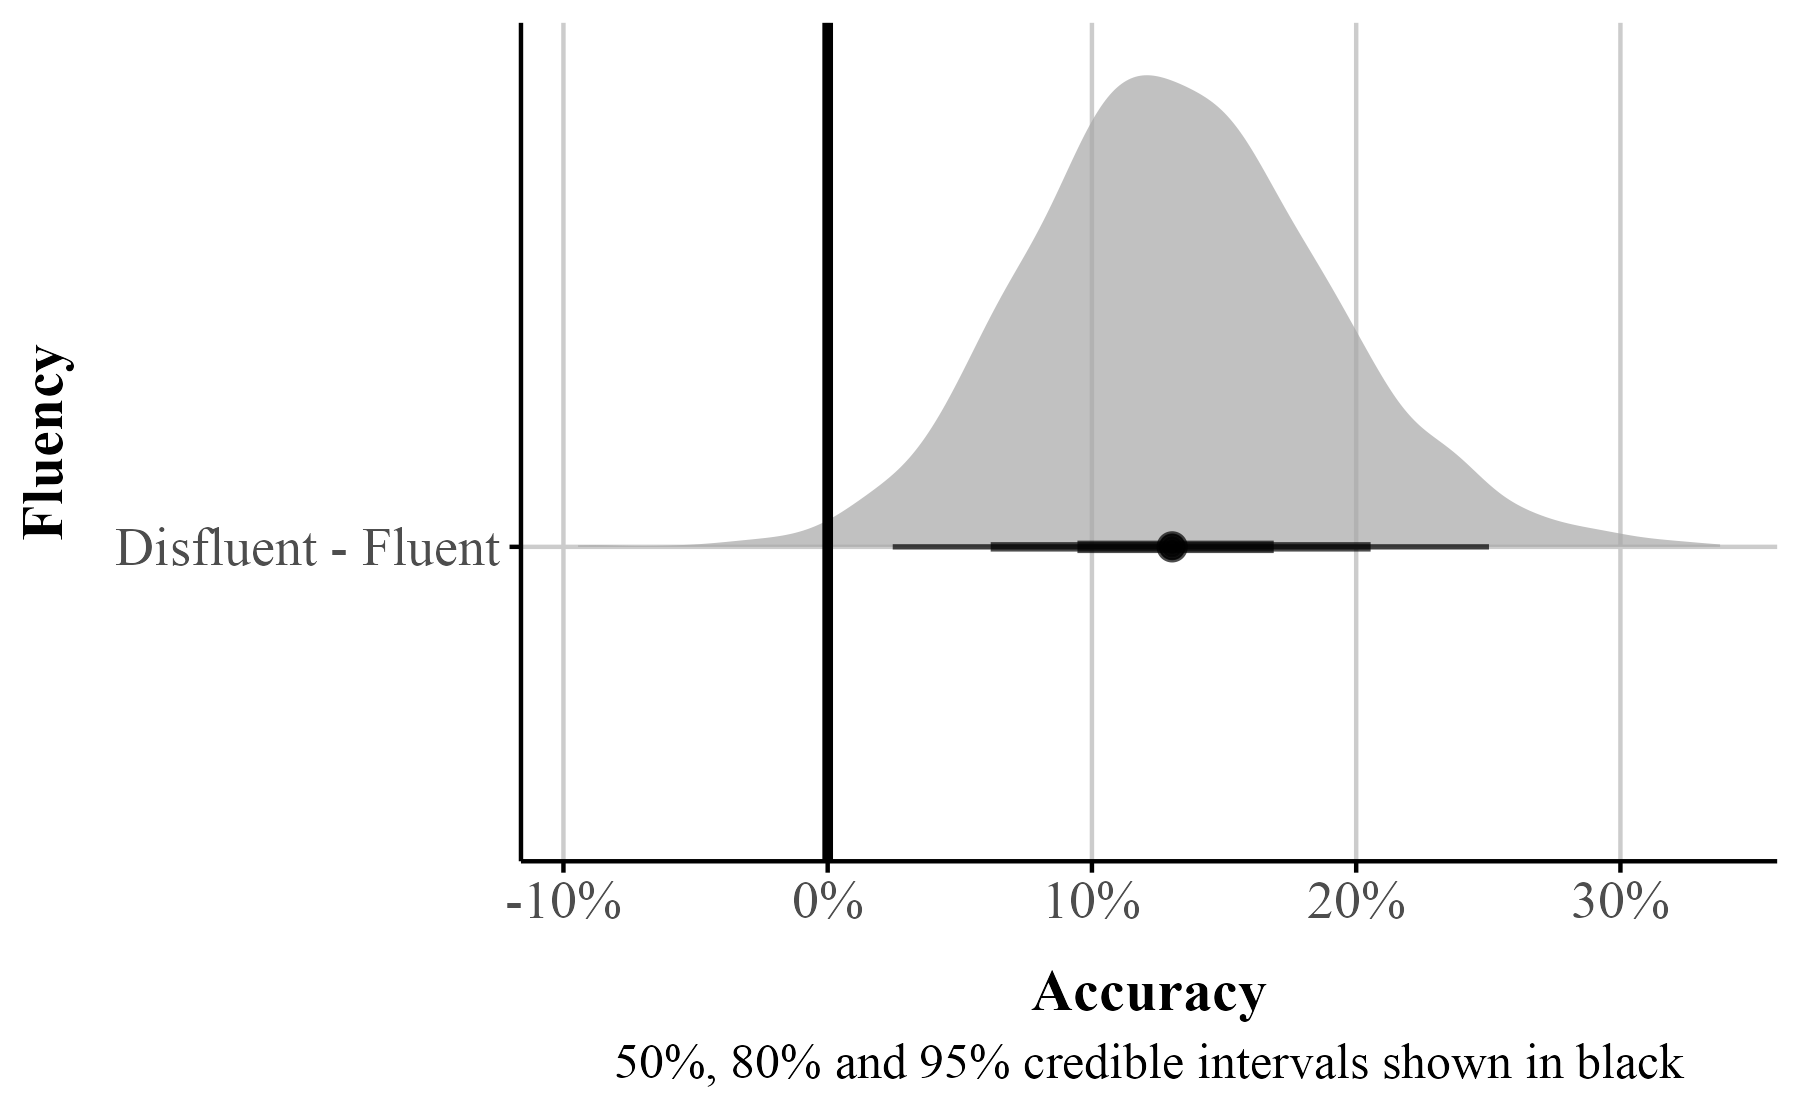 Fluency
Disfluent - Fluent
-10% 0% 10% 20% 30%
Accuracy
50%, 80% and 95% credible intervals shown in black